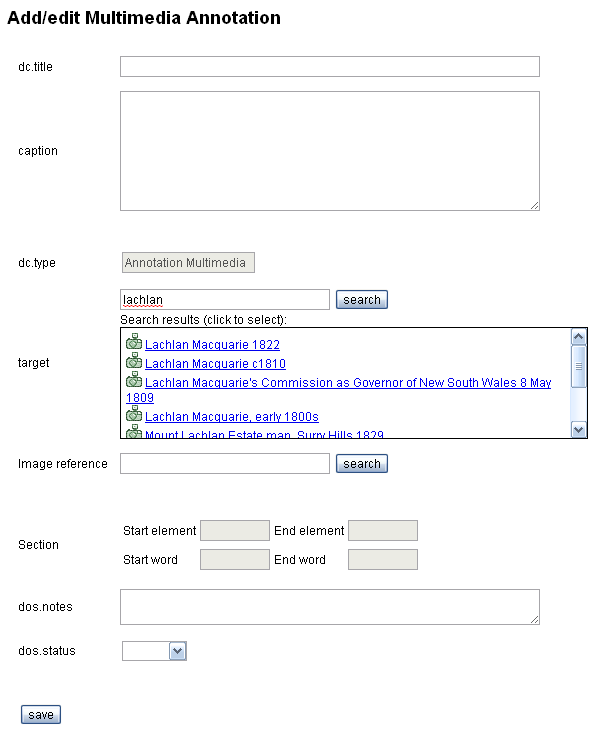 Add/edit Multimedia Annotation
dc.title
caption
dc.type Annotation Multimedia
lachlan search
Search results (click to select):
target
Lachlan Macquarie 1822
Lachlan Macquarie c1810
Lachlan Macquarie's Commission as Governor of New South Wales 8 May
1809
Lachlan Macquarie, early 1800s
Mount Lachlan Estate map, Surry Hills 1829
Image reference search
Section
Start element End element
Start word End word
dos.notes
dos.status
save